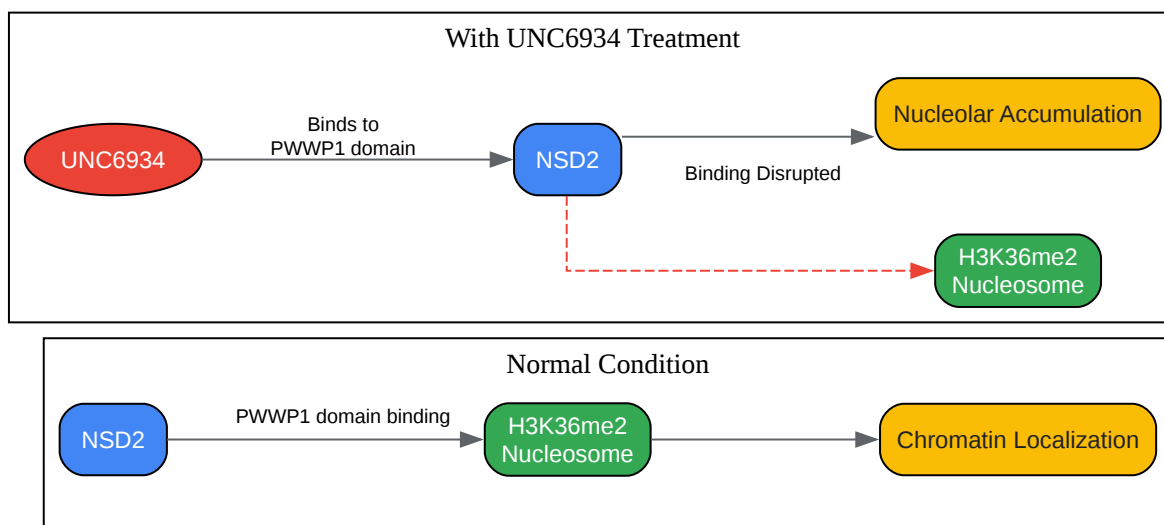 With UNC6934 Treatment
UNC6934
Binds to
PWWP1 domain
NSD2
Nucleolar Accumulation
Binding Disrupted
H3K36me2
Nucleosome
Normal Condition
NSD2
PWWP1 domain binding
H3K36me2
Nucleosome
Chromatin Localization